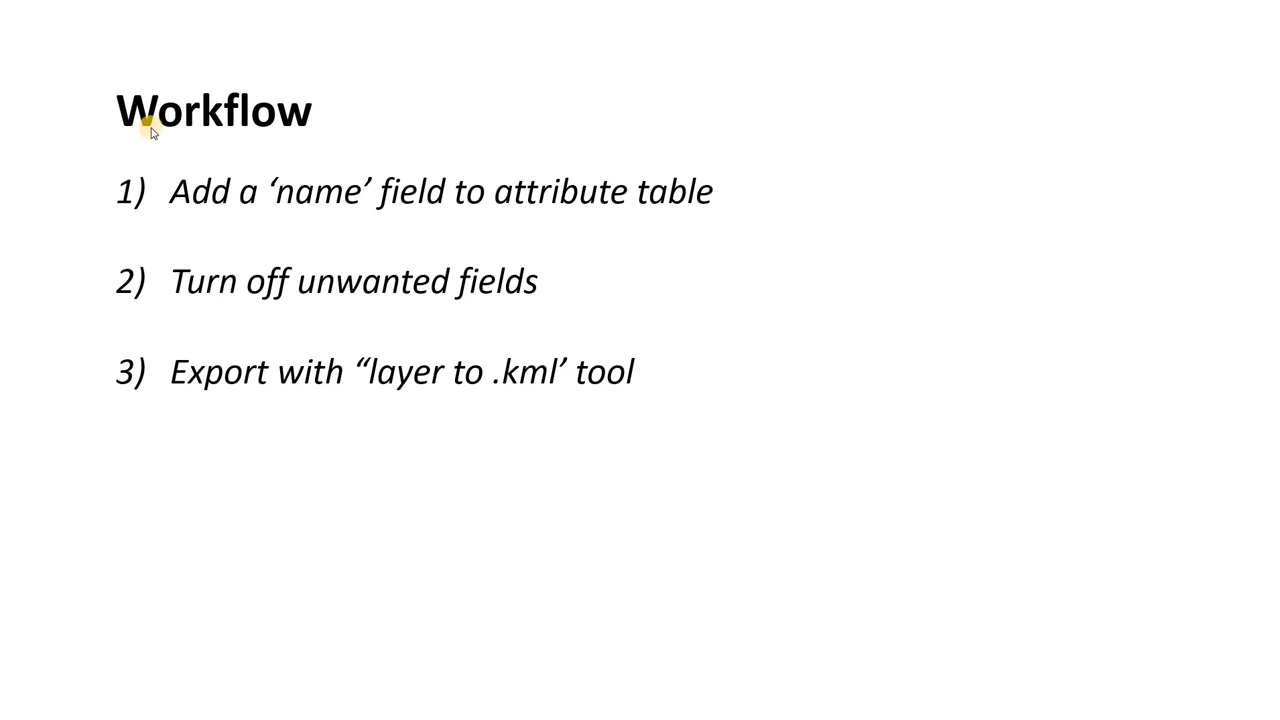 Workflow
1) Add a ‘name’ field to attribute table
2) Turn off unwanted fields
3) Export with “layer to .kml’ tool